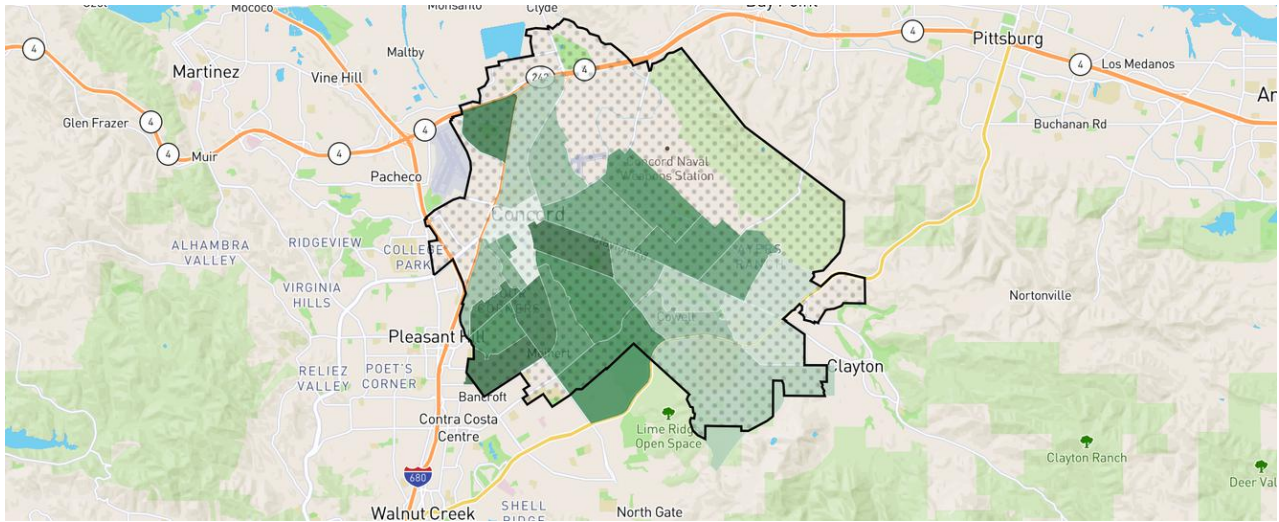 Mococo
Clyde
4
4
Pittsburg
Maltby
4
Los Medanos
Martinez
Vine Hill
242
4
Glen Frazer
4
4
Buchanan Rd
Muir
4
4
Pacheco
Concord Naval
Weapons Station
Concord
ALHAMBRA
VALLEY
RIDGEVIEW
COLLEGE
PARK
VIRGINIA
HILLS
Nortonville
Cowell
Pleasant Hill
Clayton
RELIEZ
VALLEY
POET'S
CORNER
Bancroft
Contra Costa
Centre
Lime Ridge
Open Space
Clayton Ranch
680
Walnut Creek
SHELL
RIDGE
North Gate